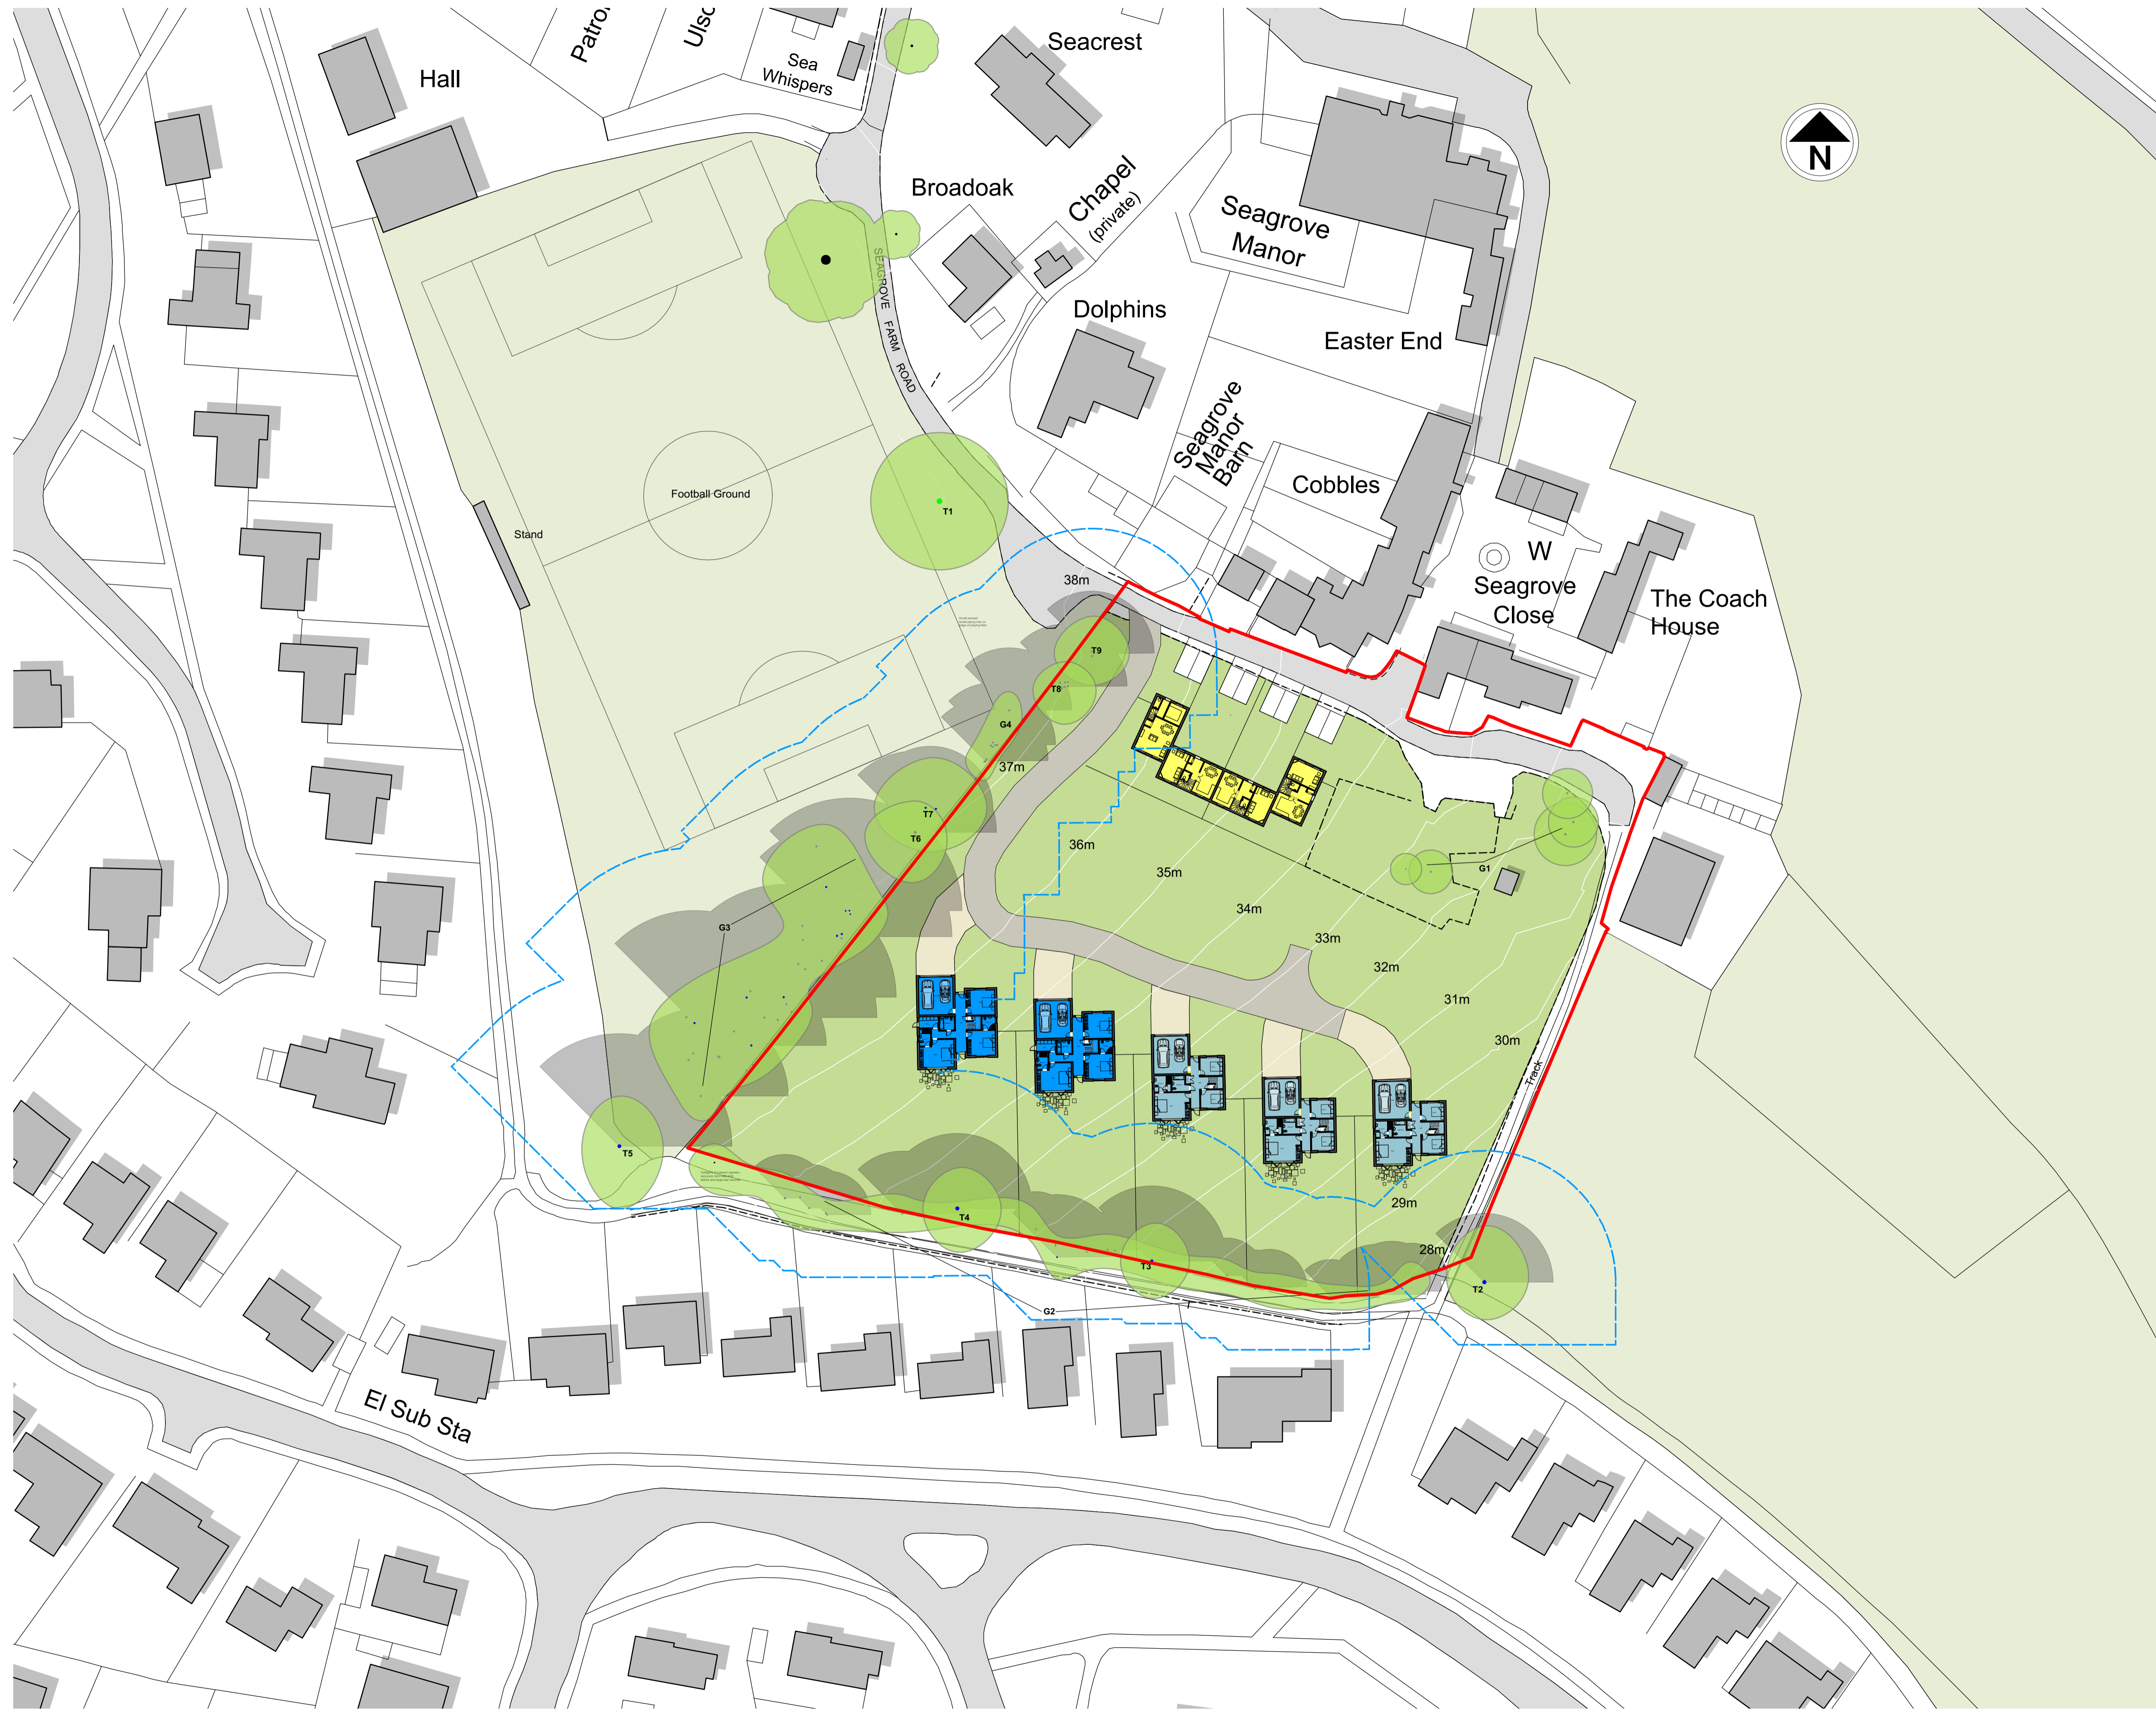 Hall
Sea
Whispers
Seacrest
N
Broadoak
Chapel
(private)
Seagrove
Manor
SEAGROVE FARM ROAD
Dolphins
Easter End
Seagrove
Manor
Barn
Cobbles
Football Ground
T1
Stand
W
Seagrove
Close
The Coach
House
38m
T9
T8
G4
37m
T7
T6
36m
35m
G1
34m
G3
33m
32m
31m
30m
Track
T5
T4
29m
28m
T3
T2
G2
El Sub Sta